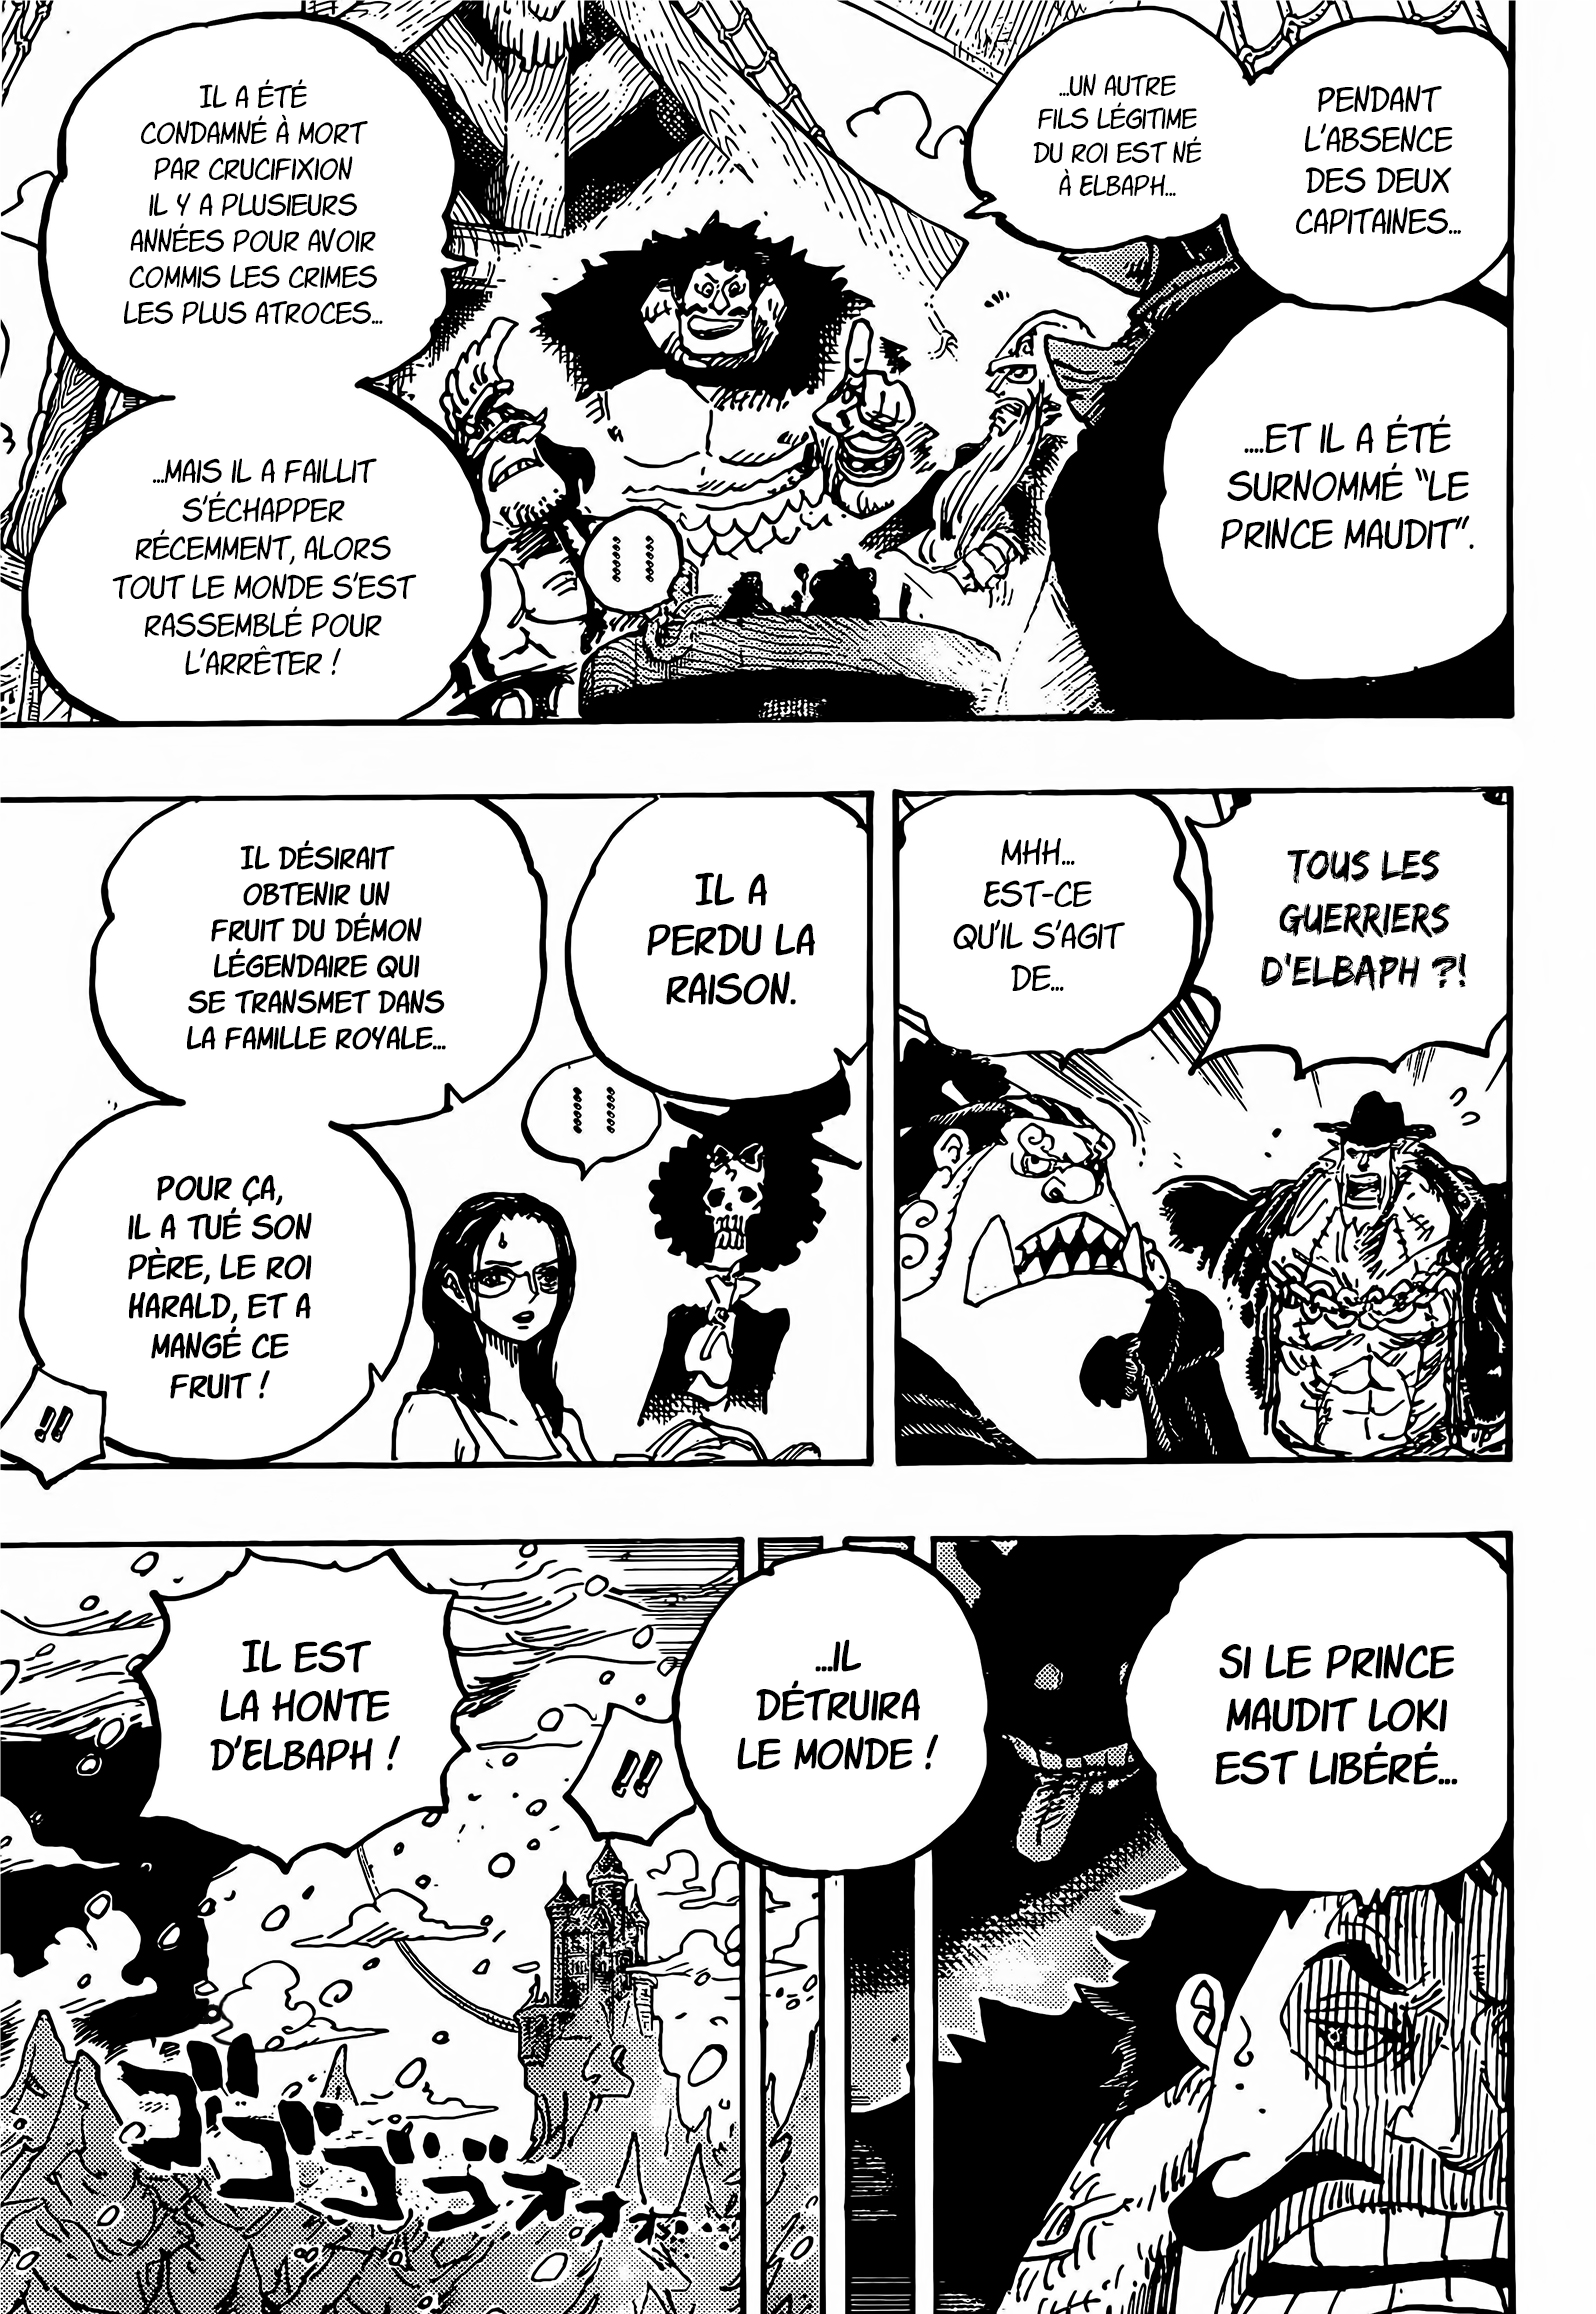 PENDANT
L'ABSENCE
DES DEUX
CAPITAINES...
...UN AUTRE
FILS LÉGITIME
DU ROI EST NÉ
À ELBAPH...
....ET IL A ÉTÉ
SURNOMMÉ "LE
PRINCE MAUDIT".
IL A ÉTÉ
CONDAMNÉ À MORT
PAR CRUCIFIXION
IL Y A PLUSIEURS
ANNÉES POUR AVOIR
COMMIS LES CRIMES
LES PLUS ATROCES...
...MAIS IL A FAILLIT
S'ÉCHAPPER
RÉCEMMENT, ALORS
TOUT LE MONDE S'EST
RASSEMBLÉ POUR
L'ARRÊTER !
TOUS LES
GUERRIERS
D'ELBAPH ?!
MHH...
EST-CE
QU'IL S'AGIT
DE...
IL A
PERDU LA
RAISON.
IL DÉSIRAIT
OBTENIR UN
FRUIT DU DÉMON
LÉGENDAIRE QUI
SE TRANSMET DANS
LA FAMILLE ROYALE...
POUR ÇA,
IL A TUÉ SON
PÈRE, LE ROI
HARALD, ET A
MANGÉ CE
FRUIT !
!!
SI LE PRINCE
MAUDIT LOKI
EST LIBÉRÉ...
...IL
DÉTRUIRA
LE MONDE !
!!
IL EST
LA HONTE
D'ELBAPH !
ゴゴゴゴォォォォ